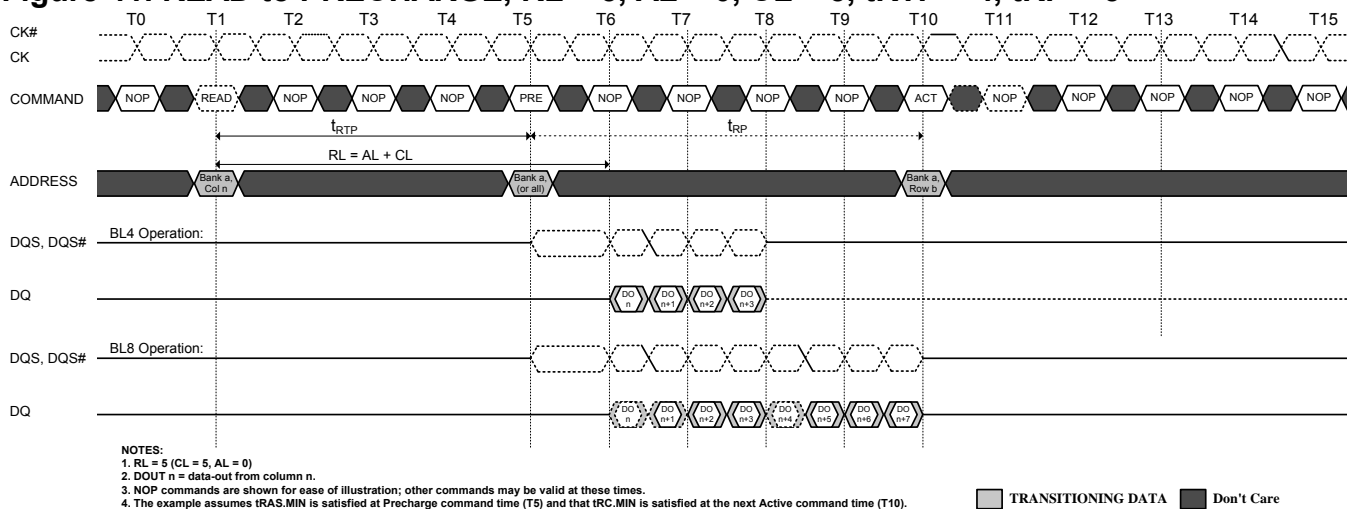 T0 T1 T2 T3 T4 T5 T6 T7 T8 T9 T10 T11 T12 T13 T14 T15
CK#
CK
COMMAND NOP READ NOP NOP NOP PRE NOP NOP NOP NOP ACT NOP NOP NOP NOP NOP
tRTP tRP
RL = AL + CL
ADDRESS Bank a, Col n Bank a, (or all) Bank a, Row b
DQS, DQS# BL4 Operation:
DQ DO n DO n+1 DO n+2 DO n+3
DQS, DQS# BL8 Operation:
DQ DO n DO n+1 DO n+2 DO n+3 DO n+4 DO n+5 DO n+6 DO n+7
NOTES:
1. RL = 5 (CL = 5, AL = 0)
2. DOUT n = data-out from column n.
3. NOP commands are shown for ease of illustration; other commands may be valid at these times.
4. The example assumes tRAS.MIN is satisfied at Precharge command time (T5) and that tRC.MIN is satisfied at the next Active command time (T10).
TRANSITIONING DATA Don't Care